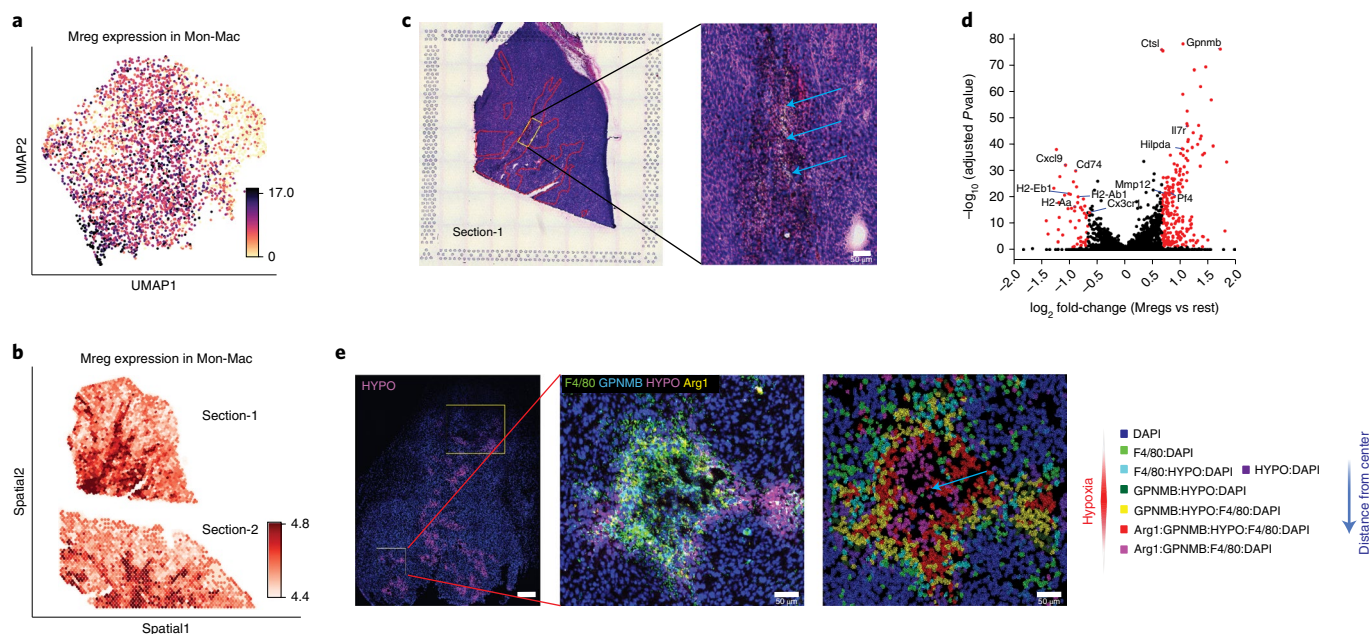 a
Mreg expression in Mon-Mac
UMAP2
17.0
0
UMAP1
b
Mreg expression in Mon-Mac
Section-1
Spatial2
Section-2
4.8
4.4
Spatial1
c
Section-1
50 µm
d
–log10 (adjusted P value)
80
70
60
50
40
30
20
10
0
Ctsl
Gpnmb
Il7r
Hilpda
Cxcl9
Cd74
Mmp12
H2-Eb1
H2-Ab1
Pf4
H2-Aa
Cx3cr1
–2.0
–1.5
–1.0
–0.5
0
0.5
1.0
1.5
2.0
log2 fold-change (Mregs vs rest)
e
HYPO
F4/80 GPNMB HYPO Arg1
50 µm
50 µm
Hypoxia
DAPI
F4/80:DAPI
F4/80:HYPO:DAPI HYPO:DAPI
GPNMB:HYPO:DAPI
GPNMB:HYPO:F4/80:DAPI
Arg1:GPNMB:HYPO:F4/80:DAPI
Arg1:GPNMB:F4/80:DAPI
Distance from center